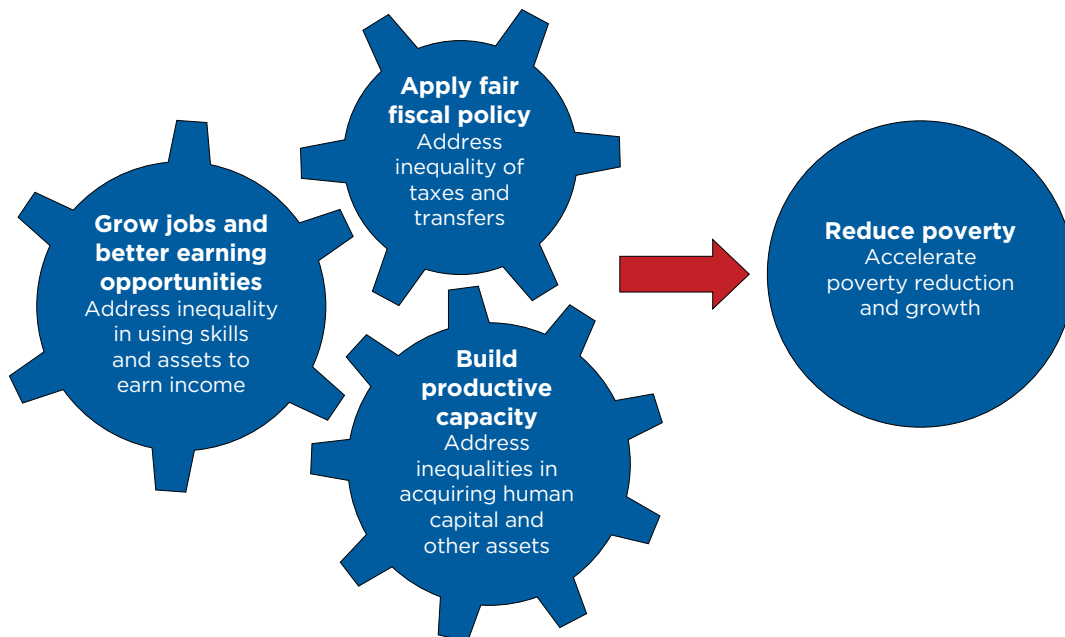 Apply fair
fiscal policy
Address
inequality of
taxes and
transfers
Grow jobs and
better earning
opportunities
Address inequality
in using skills
and assets to
earn income
Build
productive
capacity
Address
inequalities in
acquiring human
capital and
other assets
Reduce poverty
Accelerate
poverty reduction
and growth